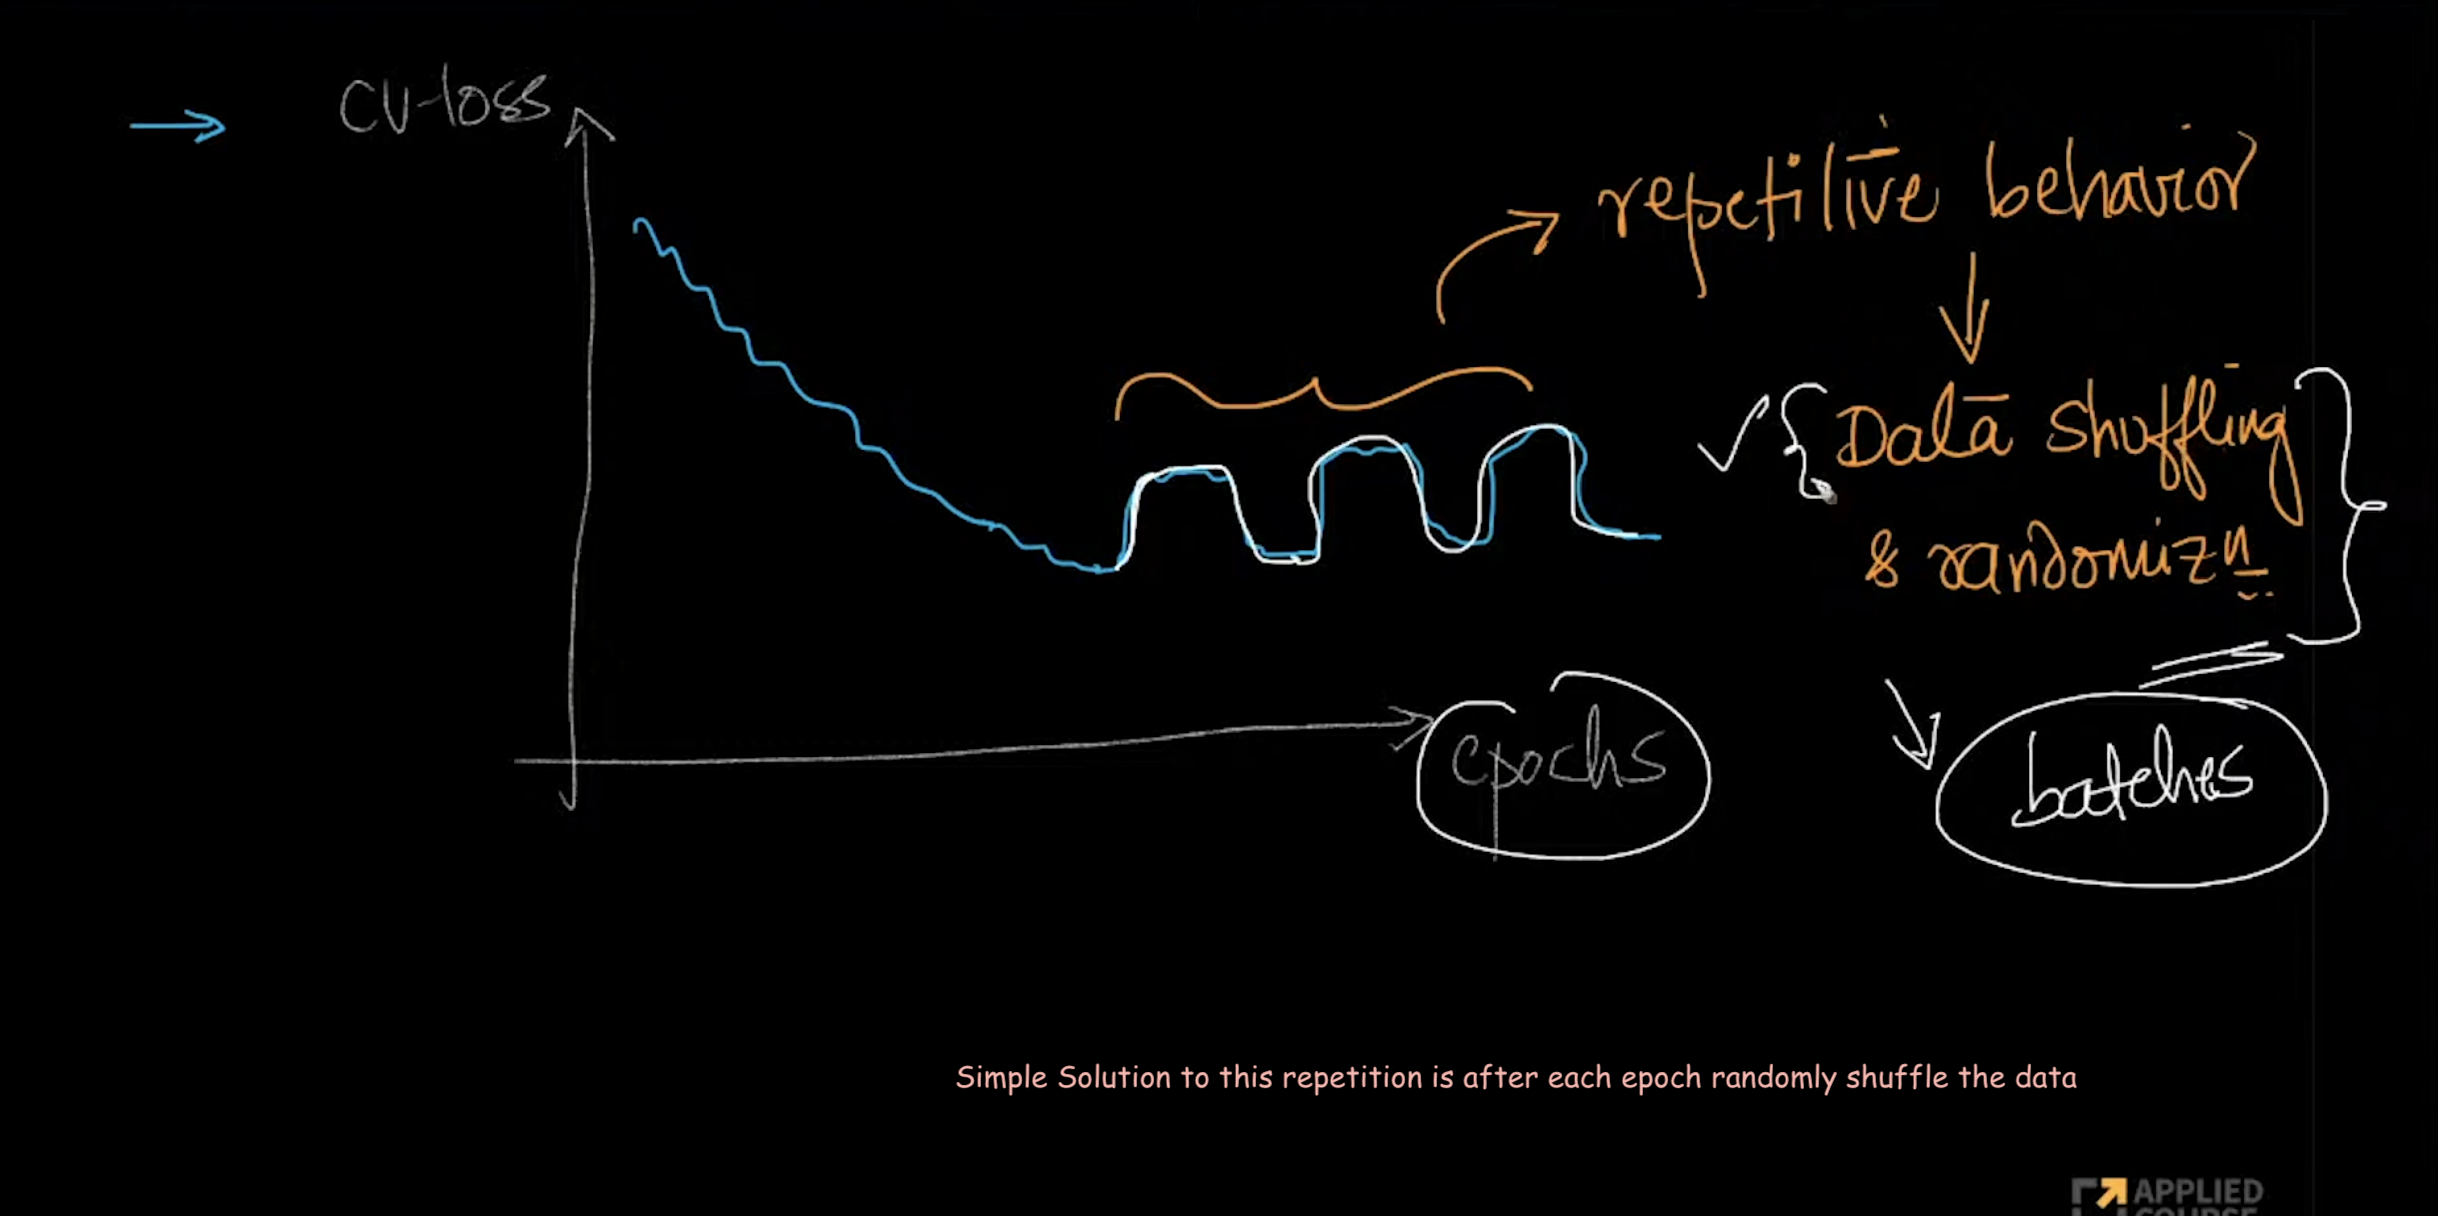 CV-loss
repetitive behavior
Data Shuffling
& randomizn
epochs
batches
Simple Solution to this repetition is after each epoch randomly shuffle the data
APPLIED
COURSE